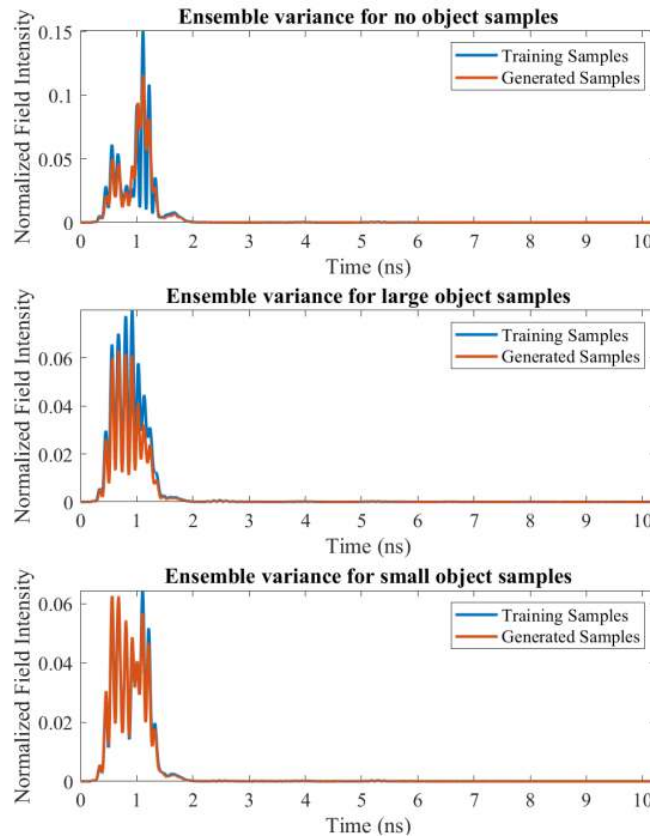 Ensemble variance for no object samples
Normalized Field Intensity
0.15
0.1
0.05
0
Training Samples
Generated Samples
0 1 2 3 4 5 6 7 8 9 10
Time (ns)
Ensemble variance for large object samples
Normalized Field Intensity
0.06
0.04
0.02
0
Training Samples
Generated Samples
0 1 2 3 4 5 6 7 8 9 10
Time (ns)
Ensemble variance for small object samples
Normalized Field Intensity
0.06
0.04
0.02
0
Training Samples
Generated Samples
0 1 2 3 4 5 6 7 8 9 10
Time (ns)